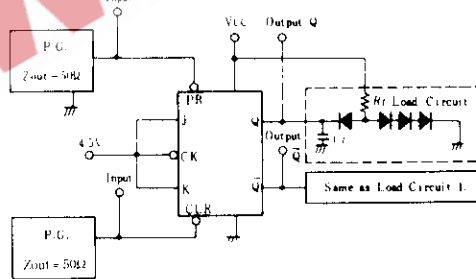 Input
P.G.
Zout = 50Ω
VCC
Output Q
PR
J
Q
CK
K
Q̄
CLR
4.5V
Input
Output
Q̄
RL Load Circuit
CL
Same as Load Circuit 1.
P.G.
Zout = 50Ω